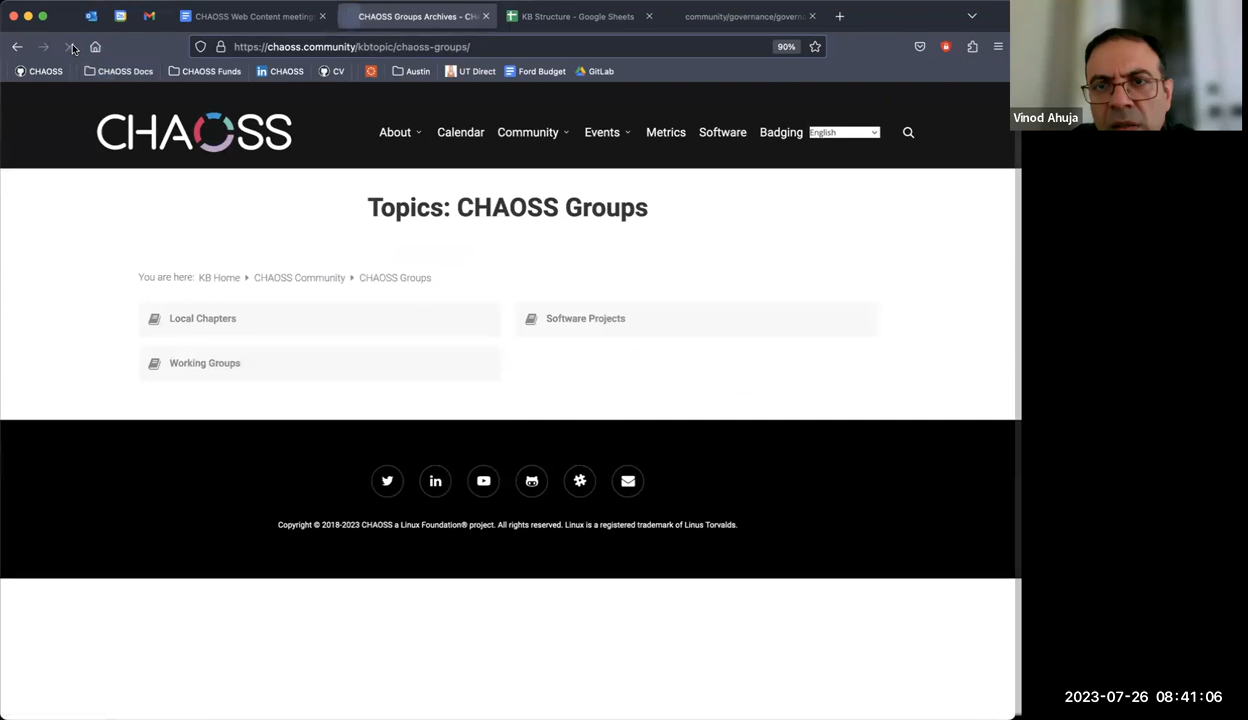 CHAOSS Web Content meeting
CHAOSS Groups Archives - CH
KB Structure - Google Sheets
community/governance/govern
https://chaoss.community/kbtopic/chaoss-groups/
90%
CHAOSS
CHAOSS Docs
CHAOSS Funds
CHAOSS
CV
Austin
UT Direct
Ford Budget
GitLab
Vinod Ahuja
CHAOSS
About
Calendar
Community
Events
Metrics
Software
Badging
English
Topics: CHAOSS Groups
You are here: KB Home CHAOSS Community CHAOSS Groups
Local Chapters
Software Projects
Working Groups
Copyright © 2018-2023 CHAOSS a Linux Foundation® project. All rights reserved. Linux is a registered trademark of Linus Torvalds.
2023-07-26 08:41:06